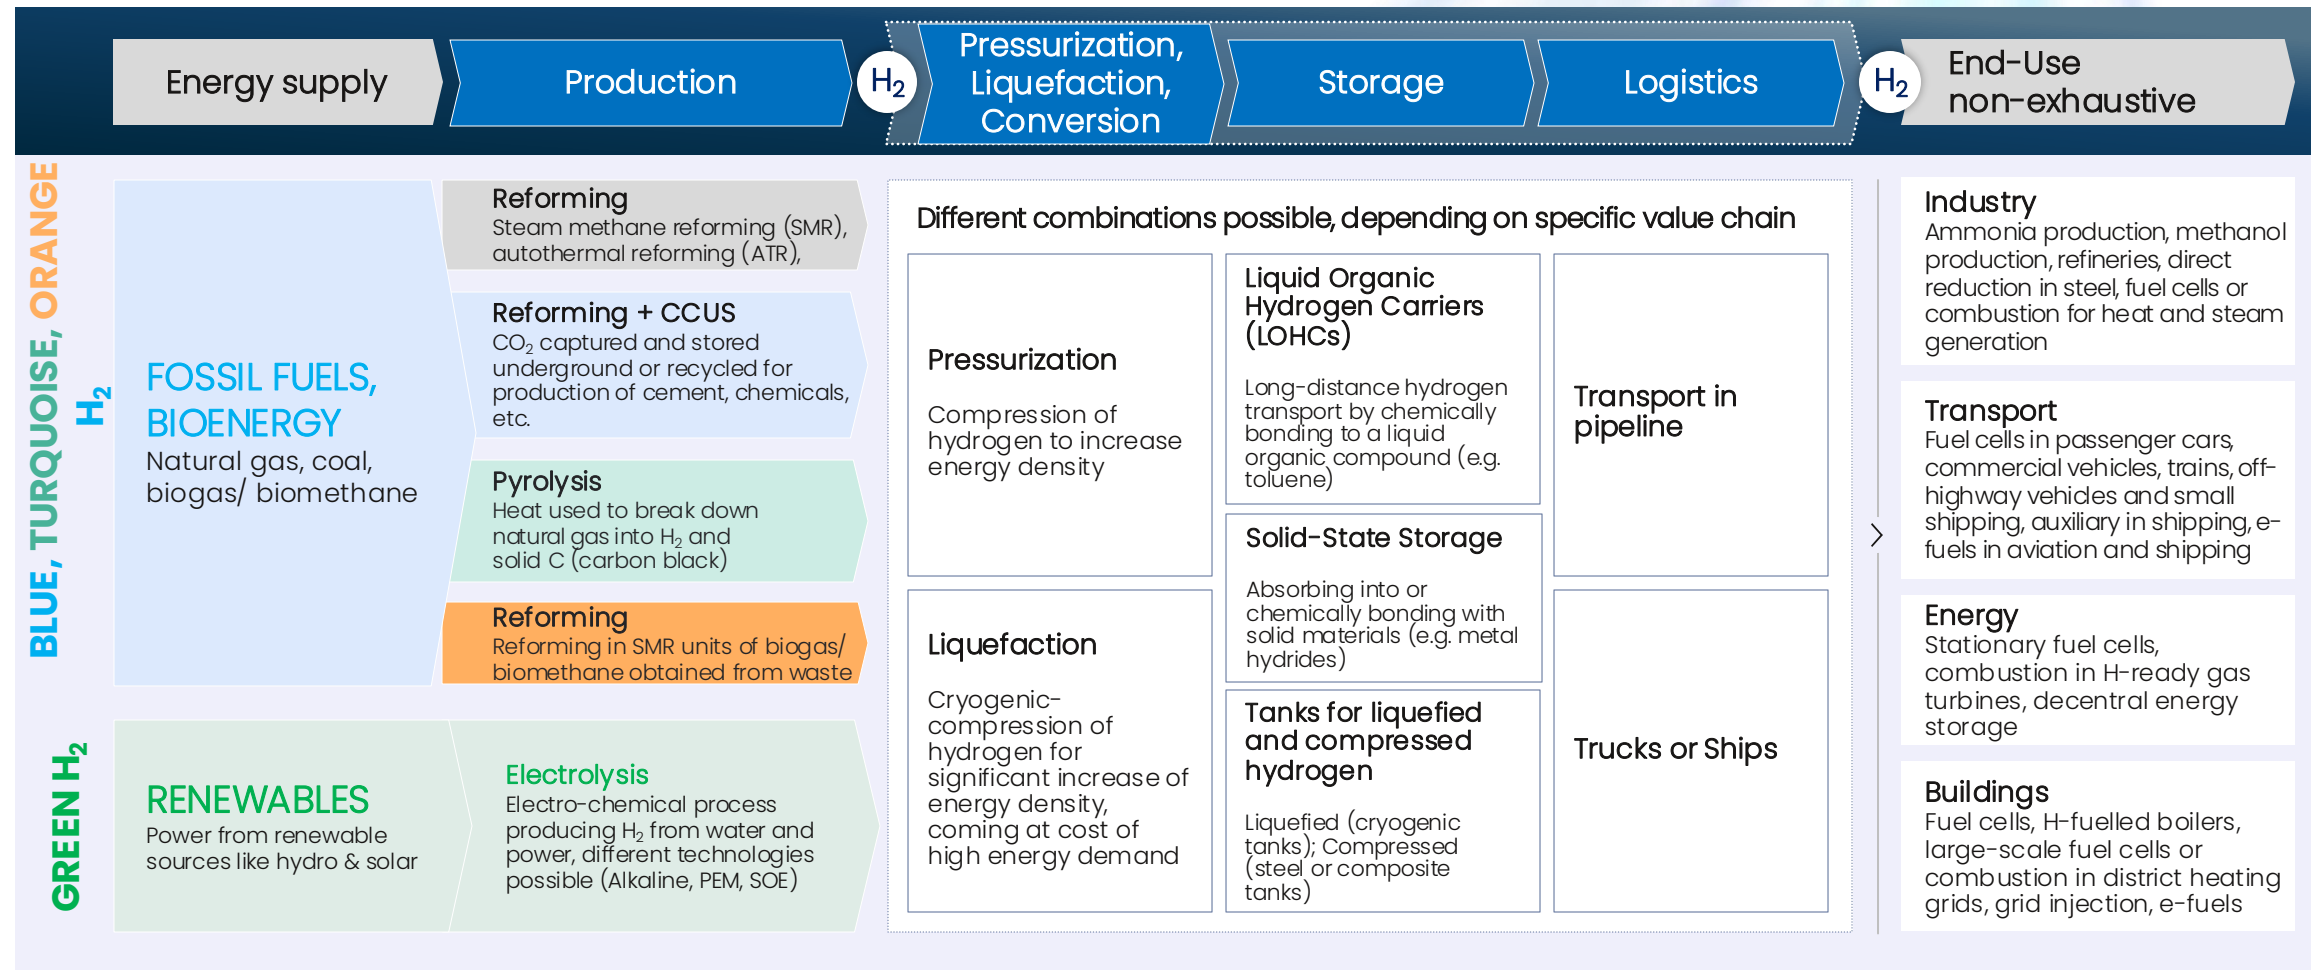 Energy supply
Production
H₂
Pressurization,
Liquefaction,
Conversion
Storage
Logistics
H₂
End-Use
non-exhaustive
BLUE, TURQUOISE, ORANGE
H₂
FOSSIL FUELS,
BIOENERGY
Natural gas, coal,
biogas/ biomethane
Reforming
Steam methane reforming (SMR),
autothermal reforming (ATR),
Reforming + CCUS
CO₂ captured and stored
underground or recycled for
production of cement, chemicals,
etc.
Pyrolysis
Heat used to break down
natural gas into H₂ and
solid C (carbon black)
Reforming
Reforming in SMR units of biogas/
biomethane obtained from waste
GREEN H₂
RENEWABLES
Power from renewable
sources like hydro & solar
Electrolysis
Electro-chemical process
producing H₂ from water and
power, different technologies
possible (Alkaline, PEM, SOE)
Different combinations possible, depending on specific value chain
Pressurization
Compression of
hydrogen to increase
energy density
Liquefaction
Cryogenic-
compression of
hydrogen for
significant increase of
energy density,
coming at cost of
high energy demand
Liquid Organic
Hydrogen Carriers
(LOHCs)
Long-distance hydrogen
transport by chemically
bonding to a liquid
organic compound (e.g.
toluene)
Solid-State Storage
Absorbing into or
chemically bonding with
solid materials (e.g. metal
hydrides)
Tanks for liquefied
and compressed
hydrogen
Liquefied (cryogenic
tanks); Compressed
(steel or composite
tanks)
Transport in
pipeline
Trucks or Ships
Industry
Ammonia production, methanol
production, refineries, direct
reduction in steel, fuel cells or
combustion for heat and steam
generation
Transport
Fuel cells in passenger cars,
commercial vehicles, trains, off-
highway vehicles and small
shipping, auxiliary in shipping, e-
fuels in aviation and shipping
Energy
Stationary fuel cells,
combustion in H-ready gas
turbines, decentral energy
storage
Buildings
Fuel cells, H-fuelled boilers,
large-scale fuel cells or
combustion in district heating
grids, grid injection, e-fuels